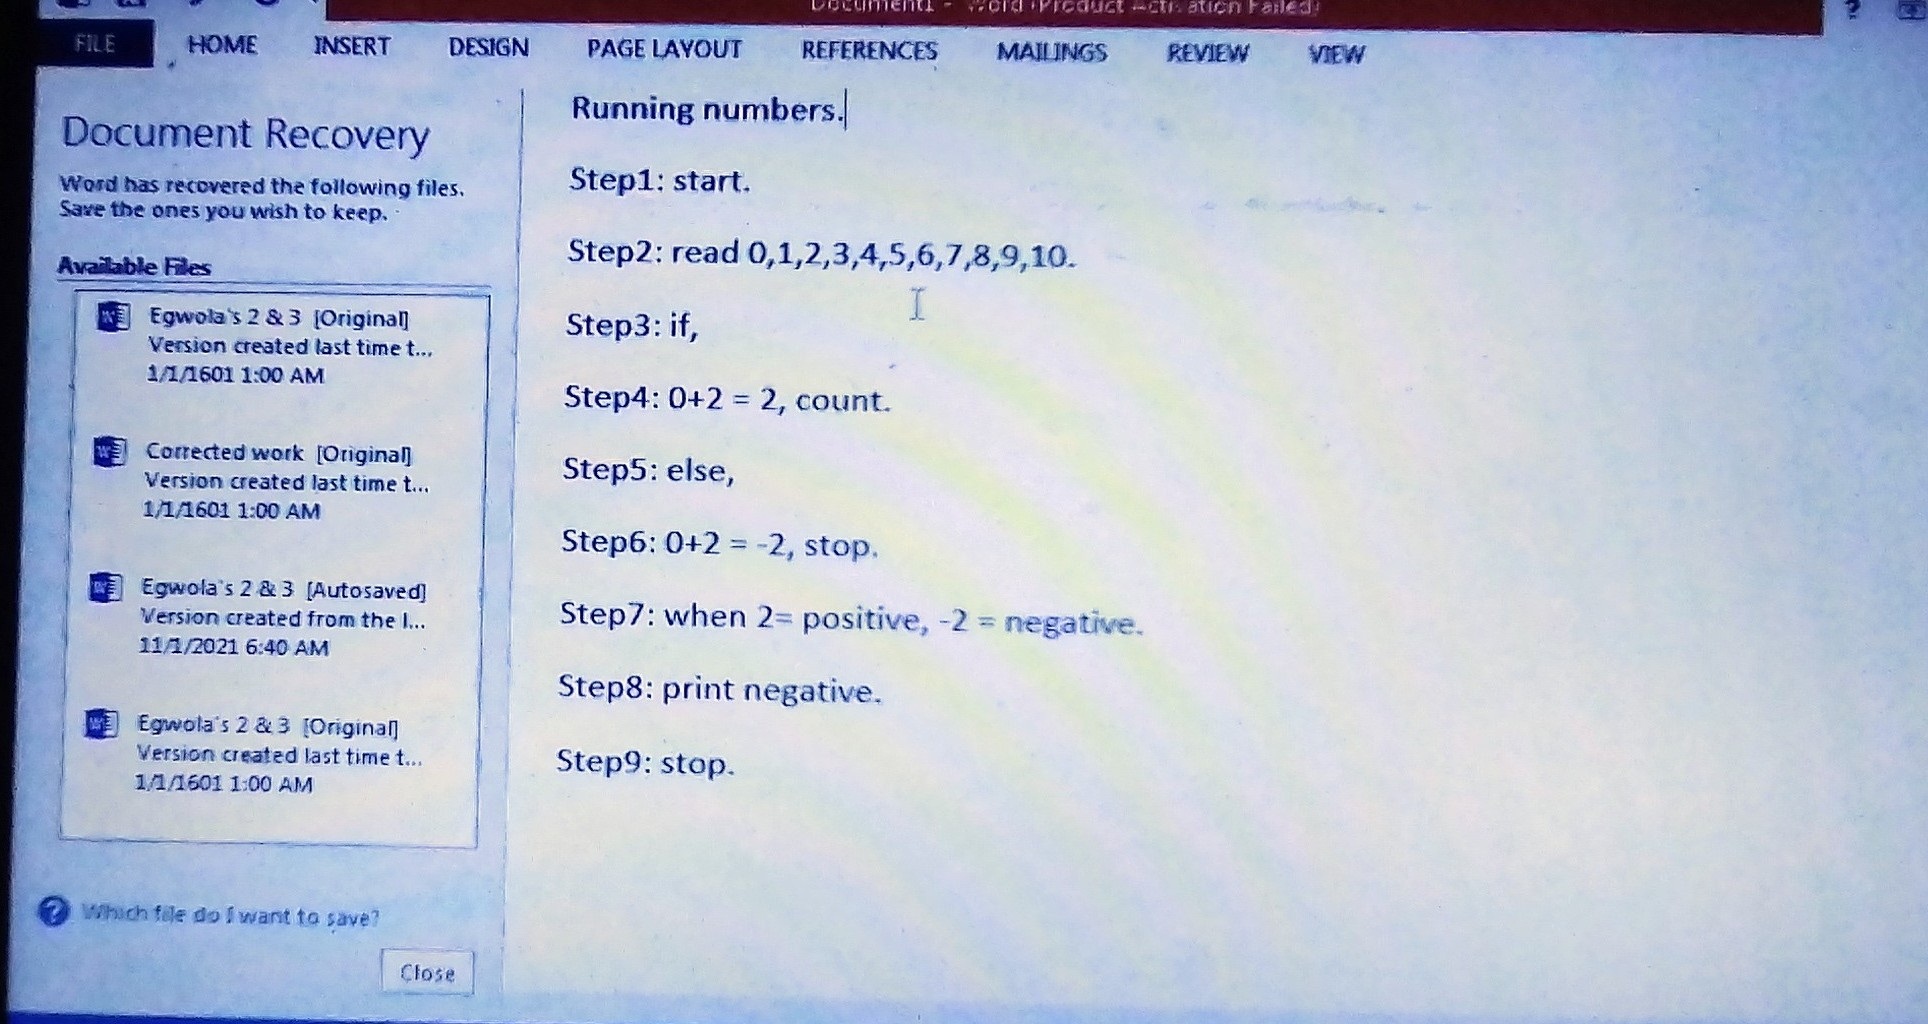 Document1 - Word (Product Activation Failed)
FILE HOME INSERT DESIGN PAGE LAYOUT REFERENCES MAILINGS REVIEW VIEW
Document Recovery
Word has recovered the following files.
Save the ones you wish to keep.
Available Files
Egwola's 2 & 3 [Original]
Version created last time t...
1/1/1601 1:00 AM
Corrected work [Original]
Version created last time t...
1/1/1601 1:00 AM
Egwola's 2 & 3 [Autosaved]
Version created from the l...
11/1/2021 6:40 AM
Egwola's 2 & 3 [Original]
Version created last time t...
1/1/1601 1:00 AM
Which file do I want to save?
Close
Running numbers.
Step1: start.
Step2: read 0,1,2,3,4,5,6,7,8,9,10.
Step3: if,
Step4: 0+2 = 2, count.
Step5: else,
Step6: 0+2 = -2, stop.
Step7: when 2= positive, -2 = negative.
Step8: print negative.
Step9: stop.